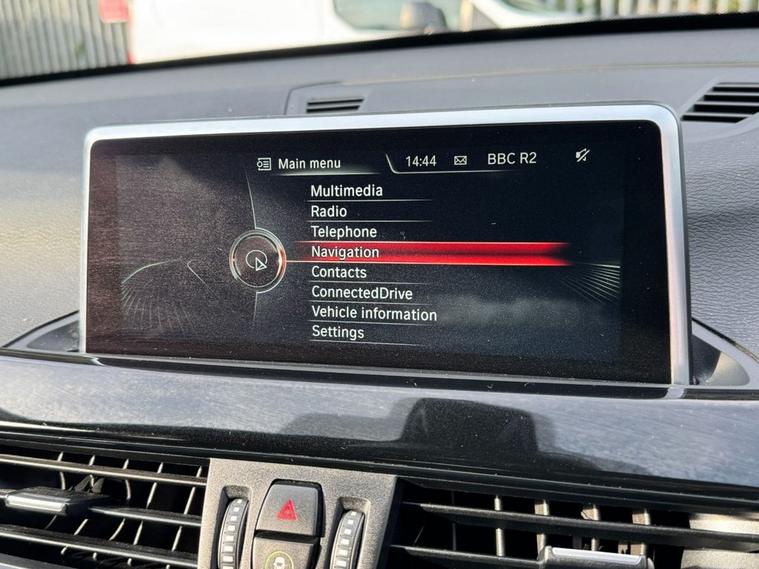 Main menu 14:44 BBC R2
Multimedia
Radio
Telephone
Navigation
Contacts
ConnectedDrive
Vehicle information
Settings